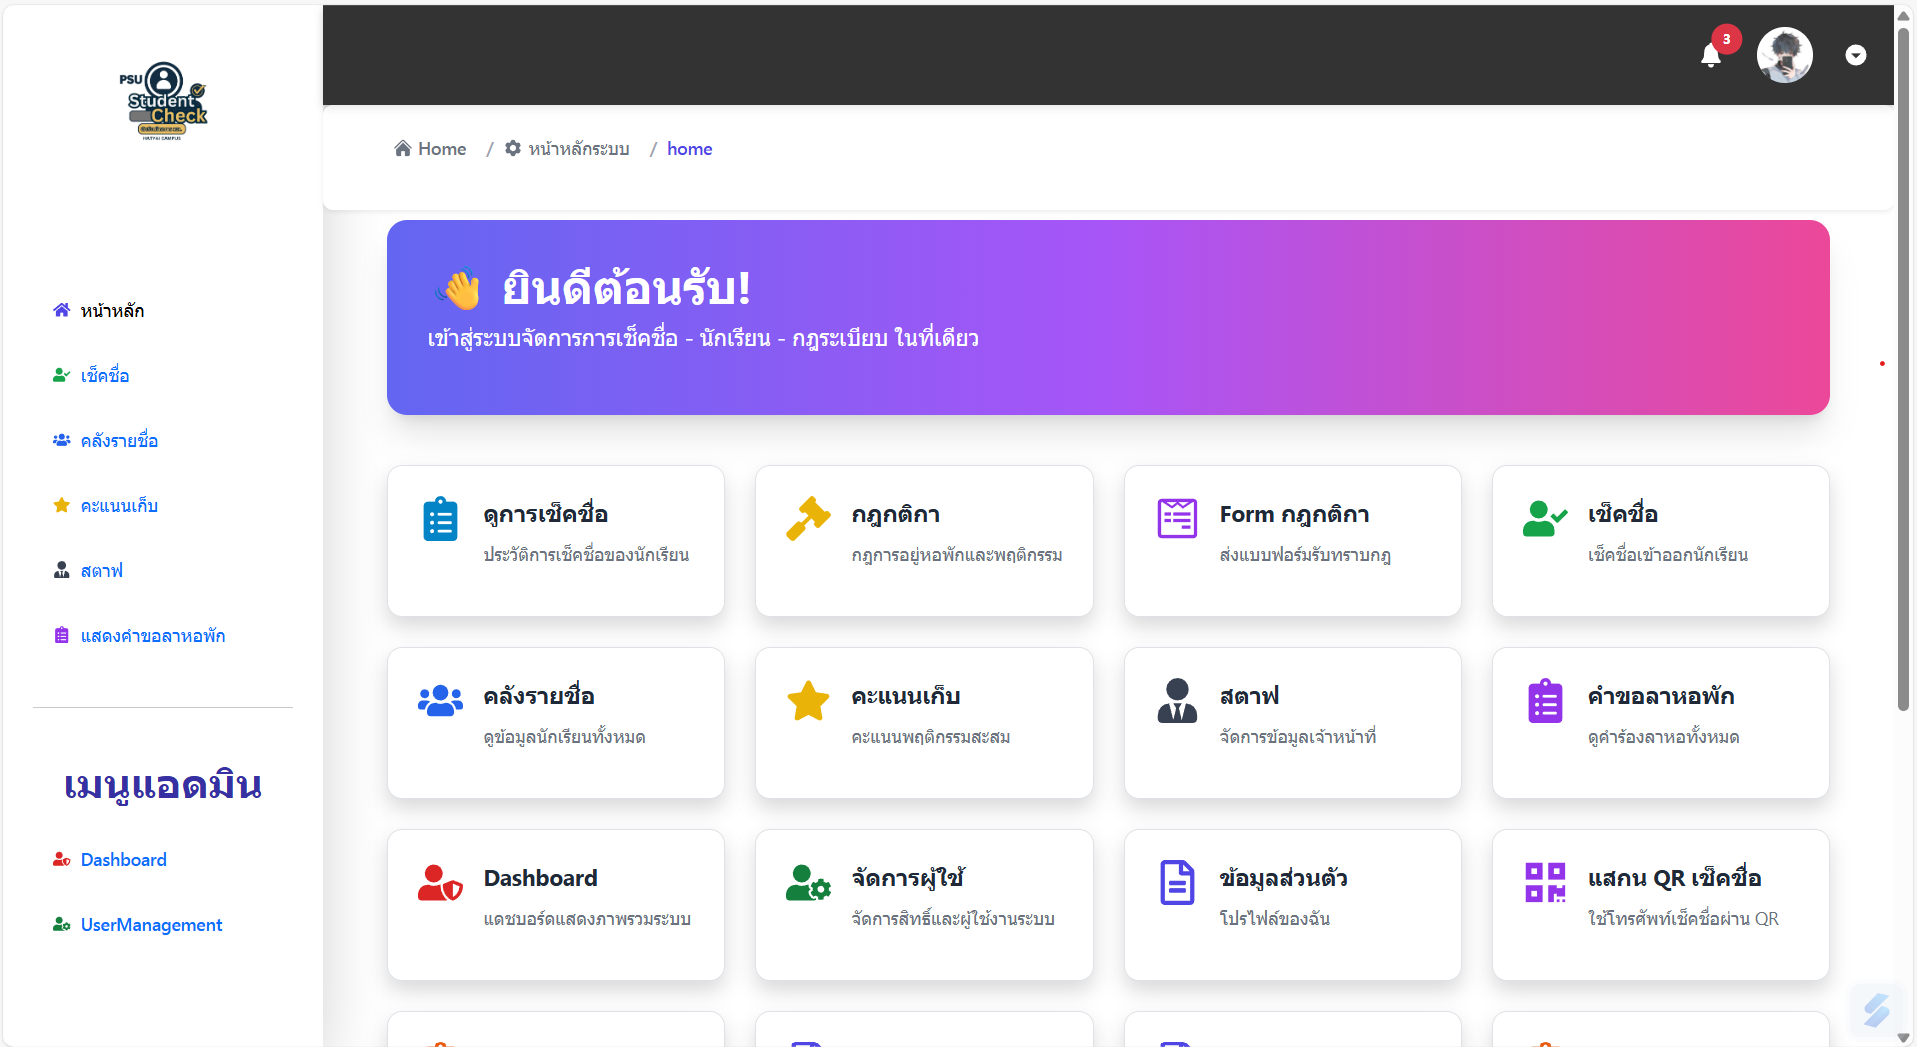 PSU
Student
Check
HATYAI CAMPUS
3
Home / หน้าหลักระบบ / home
หน้าหลัก
เช็คชื่อ
คลังรายชื่อ
คะแนนเก็บ
สตาฟ
แสดงคำขอลาหอพัก
เมนูแอดมิน
Dashboard
UserManagement
👋 ยินดีต้อนรับ!
เข้าสู่ระบบจัดการการเช็คชื่อ - นักเรียน - กฎระเบียบ ในที่เดียว
ดูการเช็คชื่อ
ประวัติการเช็คชื่อของนักเรียน
กฎกติกา
กฎการอยู่หอพักและพฤติกรรม
Form กฎกติกา
ส่งแบบฟอร์มรับทราบกฎ
เช็คชื่อ
เช็คชื่อเข้าออกนักเรียน
คลังรายชื่อ
ดูข้อมูลนักเรียนทั้งหมด
คะแนนเก็บ
คะแนนพฤติกรรมสะสม
สตาฟ
จัดการข้อมูลเจ้าหน้าที่
คำขอลาหอพัก
ดูคำร้องลาหอทั้งหมด
Dashboard
แดชบอร์ดแสดงภาพรวมระบบ
จัดการผู้ใช้
จัดการสิทธิ์และผู้ใช้งานระบบ
ข้อมูลส่วนตัว
โปรไฟล์ของฉัน
แสกน QR เช็คชื่อ
ใช้โทรศัพท์เช็คชื่อผ่าน QR